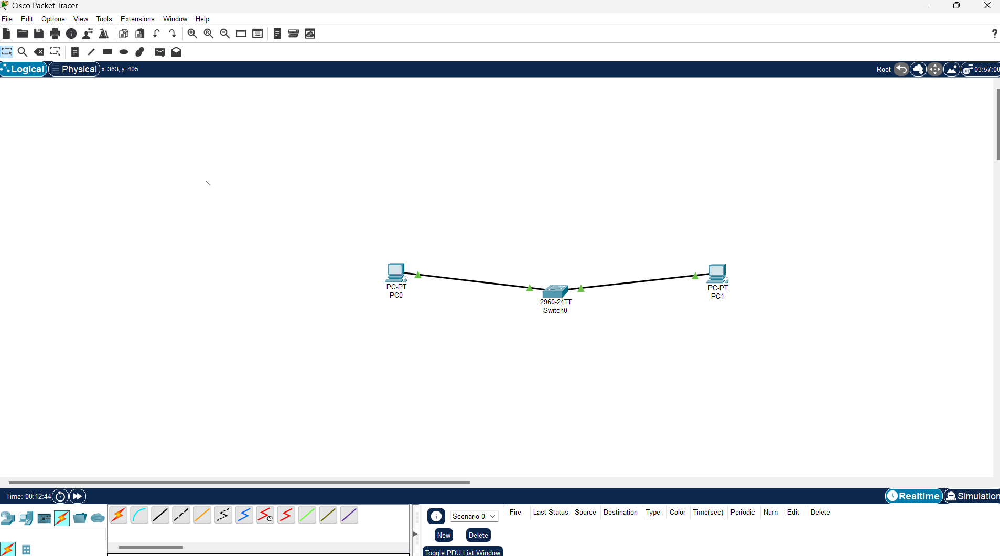 Cisco Packet Tracer
File Edit Options View Tools Extensions Window Help
?
Logical Physical x: 363, y: 405 Root 03:57:00
PC-PT
PC0
2960-24TT
Switch0
PC-PT
PC1
Time: 00:12:44 Realtime Simulation
Scenario 0
New Delete
Toggle PDU List Window
Fire Last Status Source Destination Type Color Time(sec) Periodic Num Edit Delete